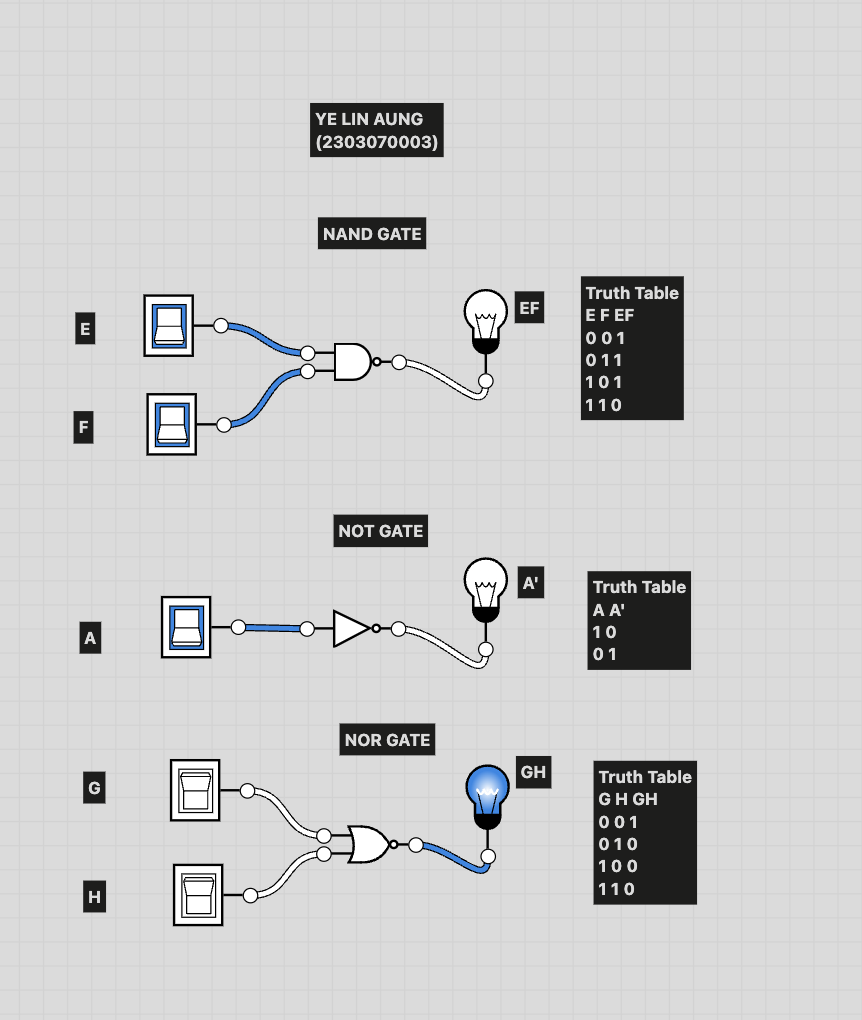 YE LIN AUNG
(2303070003)
NAND GATE
E
F
EF
Truth Table
E F EF
0 0 1
0 1 1
1 0 1
1 1 0
NOT GATE
A
A'
Truth Table
A A'
1 0
0 1
NOR GATE
G
H
GH
Truth Table
G H GH
0 0 1
0 1 0
1 0 0
1 1 0